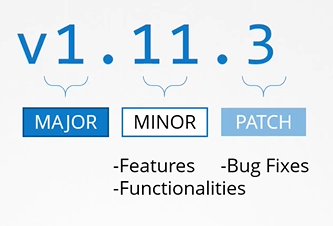 v1.11.3
MAJOR MINOR PATCH
-Features -Bug Fixes
-Functionalities